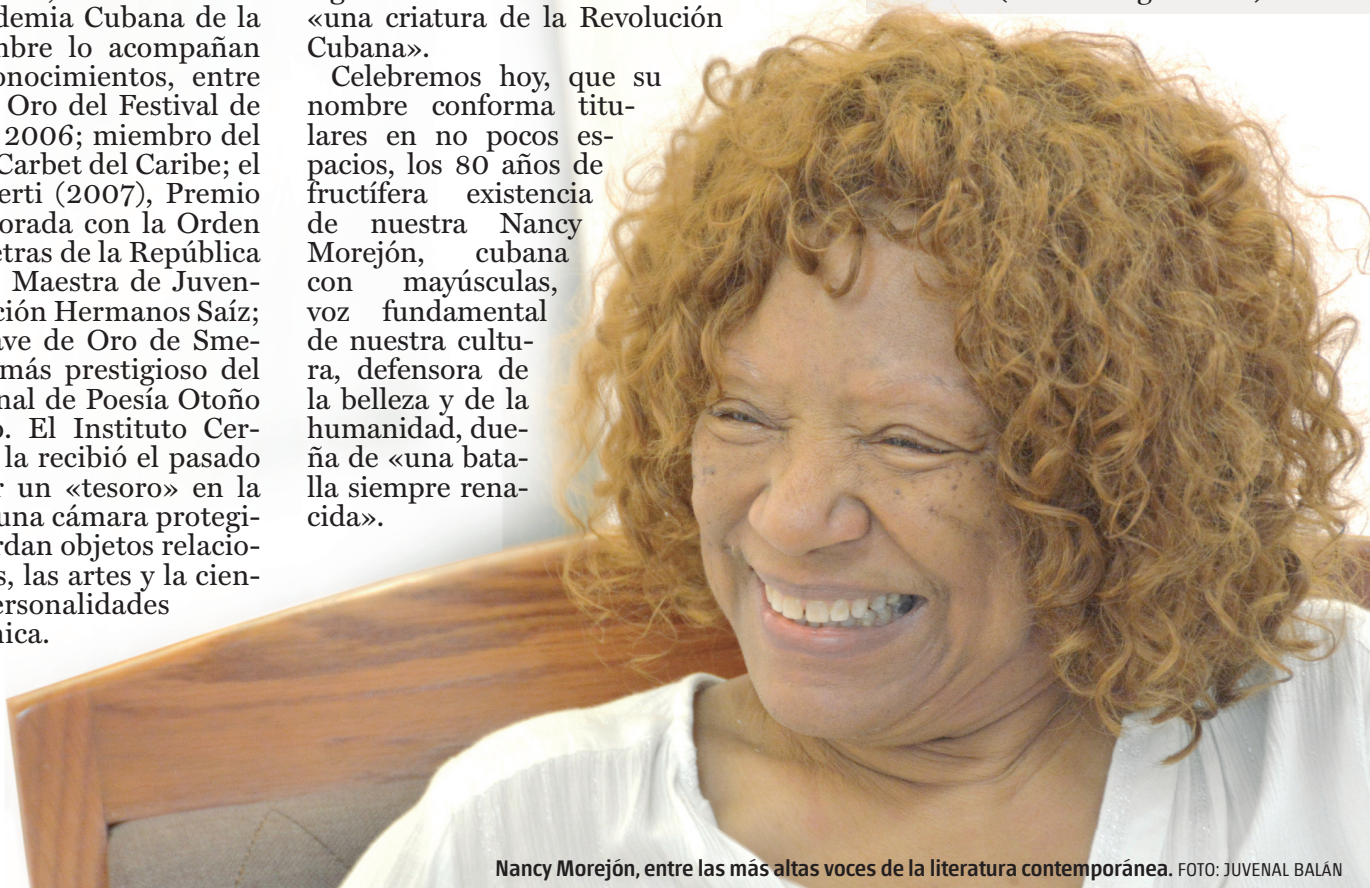 demia Cubana de la
mbre lo acompañan
onocimientos, entre
Oro del Festival de
2006; miembro del
Carbet del Caribe; el
erti (2007), Premio
orada con la Orden
etras de la República
Maestra de Juven-
ción Hermanos Saíz;
ave de Oro de Sme-
más prestigioso del
nal de Poesía Otoño
o. El Instituto Cer-
la recibió el pasado
r un «tesoro» en la
una cámara protegi-
rdan objetos relacio-
s, las artes y la cien-
ersonalidades
nica.
«una criatura de la Revolución
Cubana».
Celebremos hoy, que su
nombre conforma titu-
lares en no pocos es-
pacios, los 80 años de
fructífera existencia
de nuestra Nancy
Morejón, cubana
con mayúsculas,
voz fundamental
de nuestra cultu-
ra, defensora de
la belleza y de la
humanidad, due-
ña de «una bata-
lla siempre rena-
cida».
Nancy Morejón, entre las más altas voces de la literatura contemporánea. FOTO: JUVENAL BALÁN